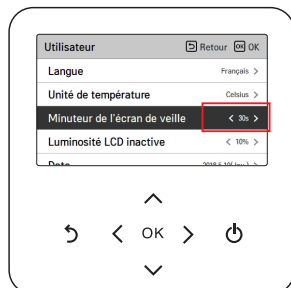 Utilisateur Retour OK OK
Langue Français >
Unité de température Celsius >
Minuteur de l'écran de veille < 30s >
Luminosité LCD inactive < 10% >
OK